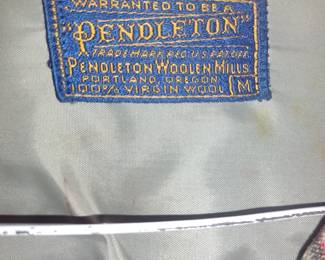 WARRANTED TO BE A
"PENDLETON"
TRADE MARK REG. U.S. PAT. OFF.
PENDLETON WOOLEN MILLS
PORTLAND, OREGON
100% VIRGIN WOOL M